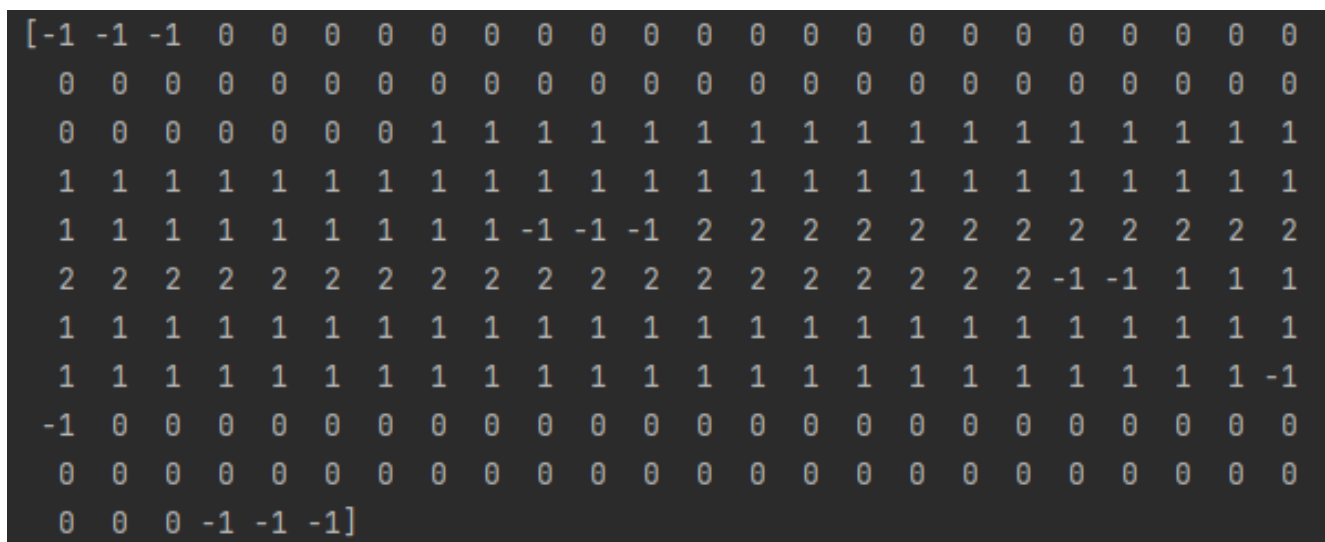 [-1 -1 -1 0 0 0 0 0 0 0 0 0 0 0 0 0 0 0 0 0 0 0 0 0
0 0 0 0 0 0 0 0 0 0 0 0 0 0 0 0 0 0 0 0 0 0 0 0
0 0 0 0 0 0 0 1 1 1 1 1 1 1 1 1 1 1 1 1 1 1 1 1
1 1 1 1 1 1 1 1 1 1 1 1 1 1 1 1 1 1 1 1 1 1 1 1
1 1 1 1 1 1 1 1 1 -1 -1 -1 2 2 2 2 2 2 2 2 2 2 2 2
2 2 2 2 2 2 2 2 2 2 2 2 2 2 2 2 2 2 2 -1 -1 1 1 1
1 1 1 1 1 1 1 1 1 1 1 1 1 1 1 1 1 1 1 1 1 1 1 1
1 1 1 1 1 1 1 1 1 1 1 1 1 1 1 1 1 1 1 1 1 1 1 -1
-1 0 0 0 0 0 0 0 0 0 0 0 0 0 0 0 0 0 0 0 0 0 0 0
0 0 0 0 0 0 0 0 0 0 0 0 0 0 0 0 0 0 0 0 0 0 0 0
0 0 0 -1 -1 -1]